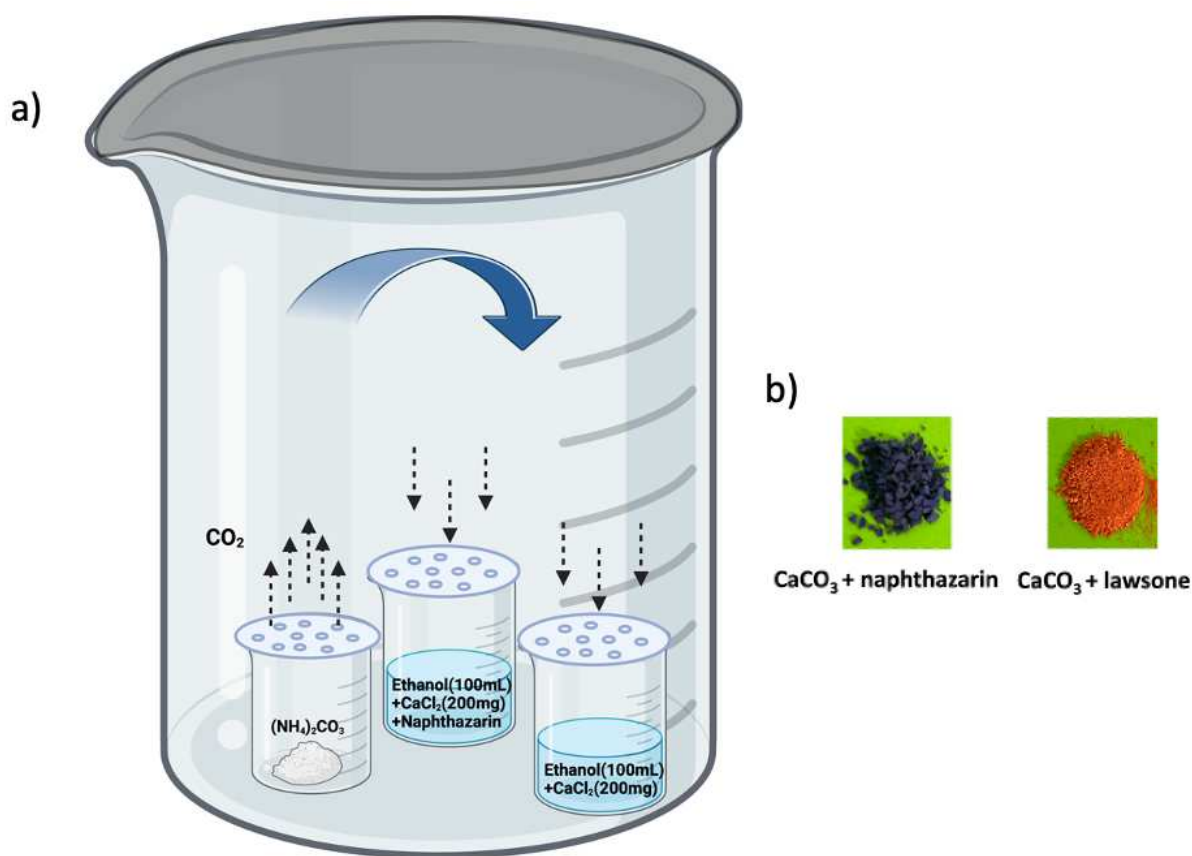 a)
CO₂
(NH₄)₂CO₃
Ethanol(100mL)
+CaCl₂(200mg)
+Naphthazarin
Ethanol(100mL)
+CaCl₂(200mg)
b)
CaCO₃ + naphthazarin
CaCO₃ + lawsone